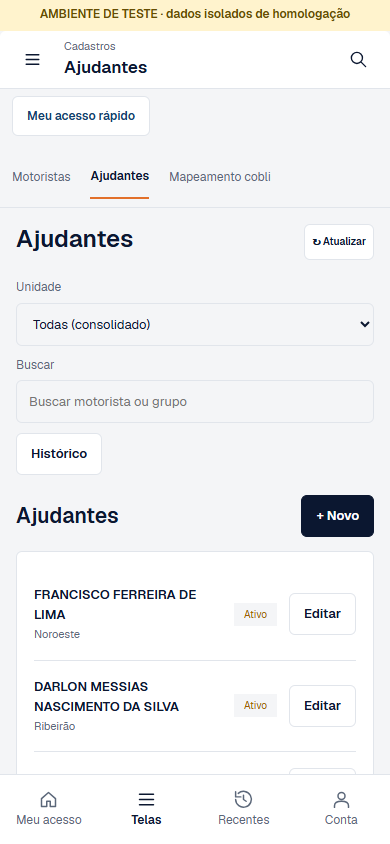 AMBIENTE DE TESTE · dados isolados de homologação
Cadastros
Ajudantes
Meu acesso rápido
Motoristas
Ajudantes
Mapeamento cobli
Ajudantes
↻ Atualizar
Unidade
Todas (consolidado)
Buscar
Buscar motorista ou grupo
Histórico
Ajudantes
+ Novo
FRANCISCO FERREIRA DE
LIMA
Noroeste
Ativo
Editar
DARLON MESSIAS
NASCIMENTO DA SILVA
Ribeirão
Ativo
Editar
Meu acesso
Telas
Recentes
Conta